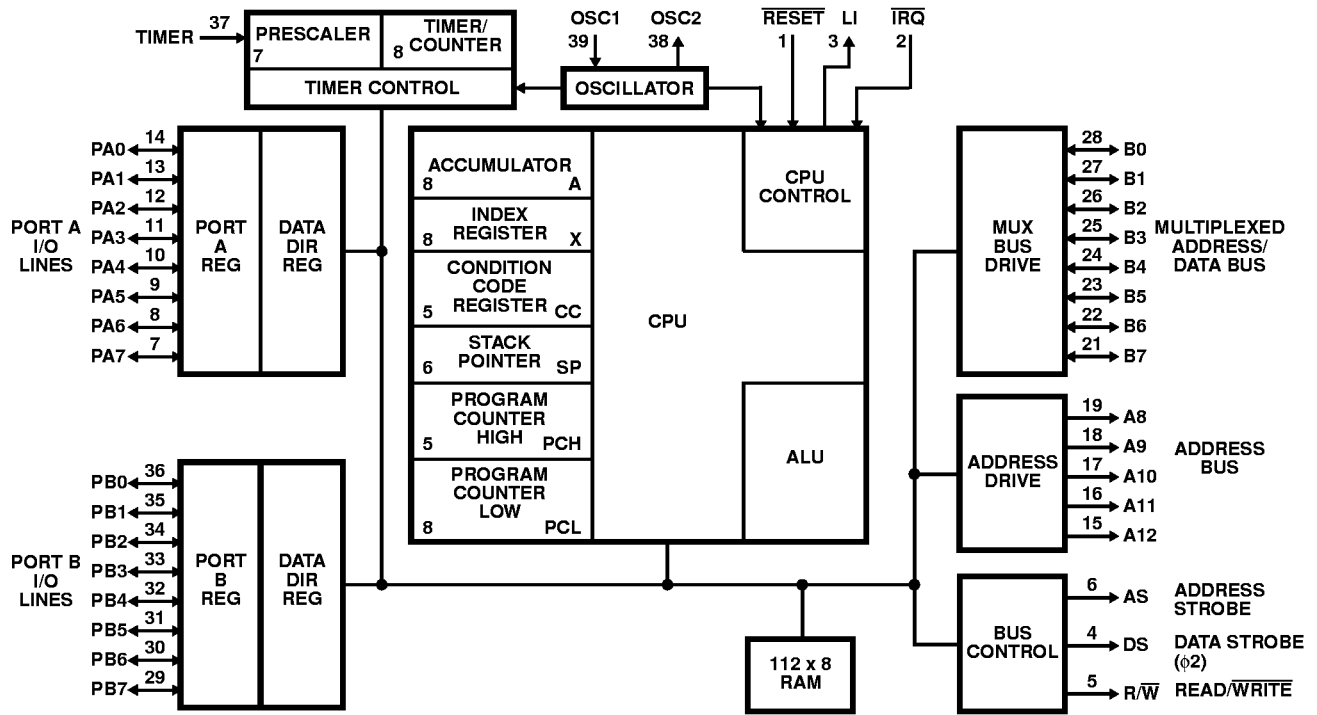 TIMER
37
PRESCALER
7
TIMER/
COUNTER
8
TIMER CONTROL
OSC1
39
OSC2
38
OSCILLATOR
RESET
1
LI
3
IRQ
2
PORT A
I/O
LINES
PA0 14
PA1 13
PA2 12
PA3 11
PA4 10
PA5 9
PA6 8
PA7 7
PORT
A
REG
DATA
DIR
REG
ACCUMULATOR
8 A
INDEX
REGISTER
8 X
CONDITION
CODE
REGISTER
5 CC
STACK
POINTER
6 SP
PROGRAM
COUNTER
HIGH
5 PCH
PROGRAM
COUNTER
LOW
8 PCL
CPU
CPU
CONTROL
ALU
MUX
BUS
DRIVE
28 B0
27 B1
26 B2
25 B3
24 B4
23 B5
22 B6
21 B7
MULTIPLEXED
ADDRESS/
DATA BUS
ADDRESS
DRIVE
19 A8
18 A9
17 A10
16 A11
15 A12
ADDRESS
BUS
PORT B
I/O
LINES
PB0 36
PB1 35
PB2 34
PB3 33
PB4 32
PB5 31
PB6 30
PB7 29
PORT
B
REG
DATA
DIR
REG
112 x 8
RAM
BUS
CONTROL
6 AS
ADDRESS
STROBE
4 DS
DATA STROBE
(ϕ2)
5 R/W
READ/WRITE